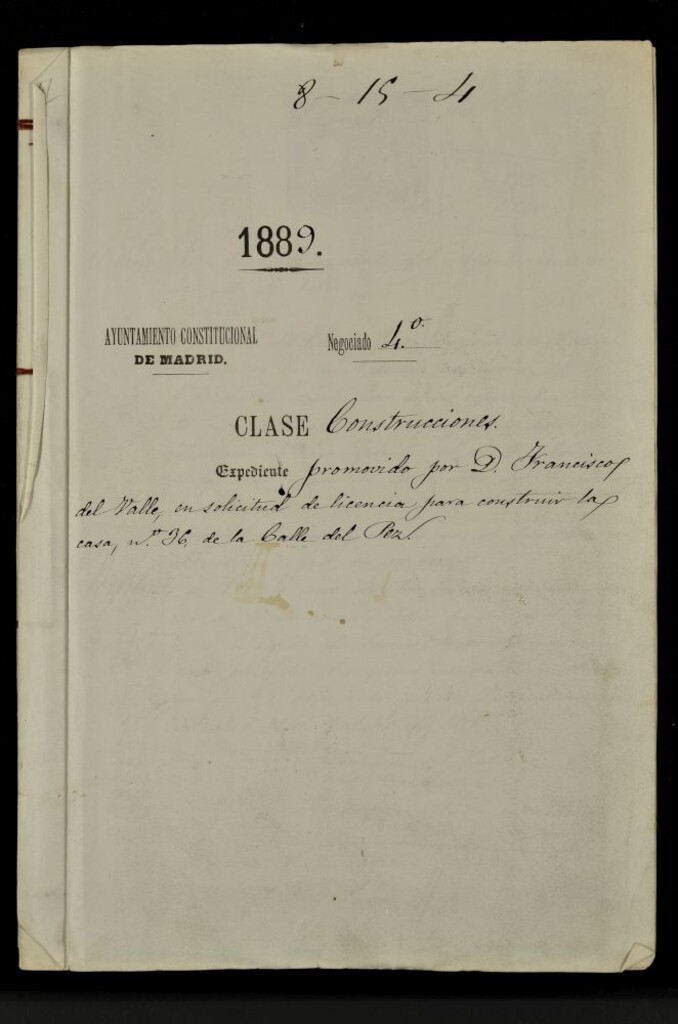 8 - 15 - 4
1889.
AYUNTAMIENTO CONSTITUCIONAL
DE MADRID.
Negociado 4.º
CLASE Construcciones.
Expediente promovido por D. Francisco
del Valle, en solicitud de licencia para construir la
casa, n.º 36, de la Calle del Pez.